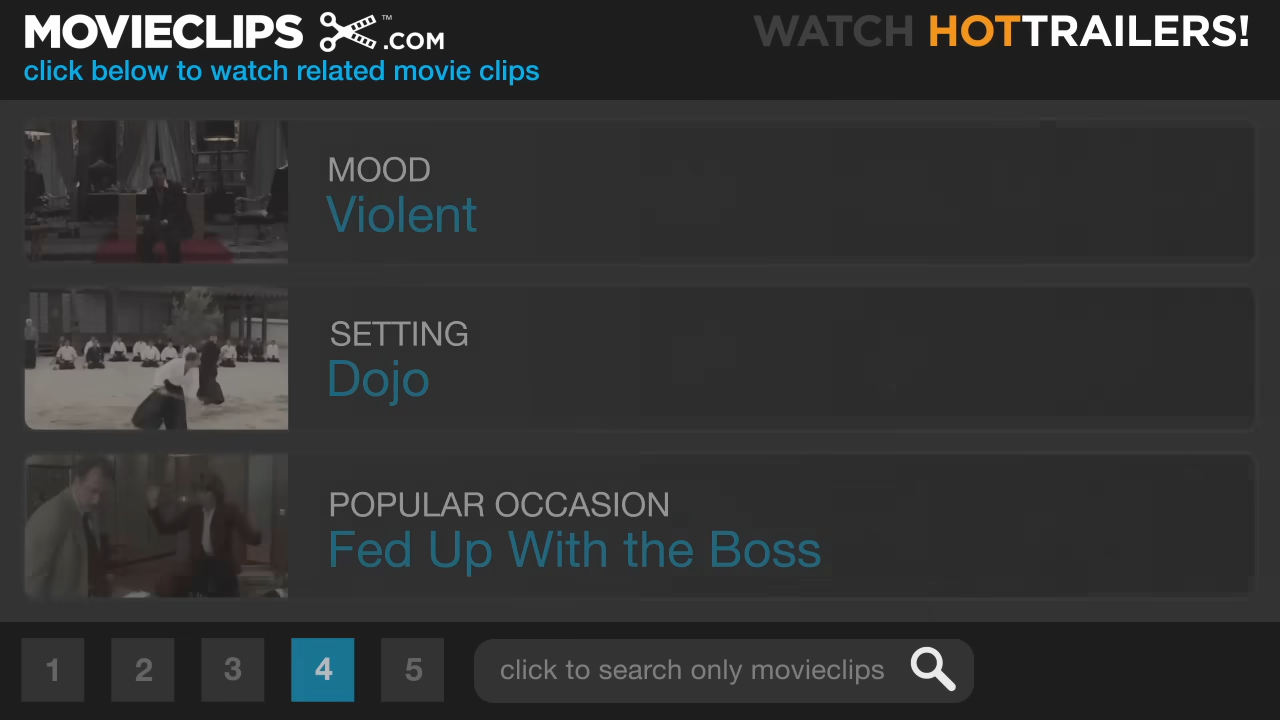 MOVIECLIPS ™ .COM
WATCH HOTTRAILERS!
click below to watch related movie clips
MOOD
Violent
SETTING
Dojo
POPULAR OCCASION
Fed Up With the Boss
1 2 3 4 5
click to search only movieclips